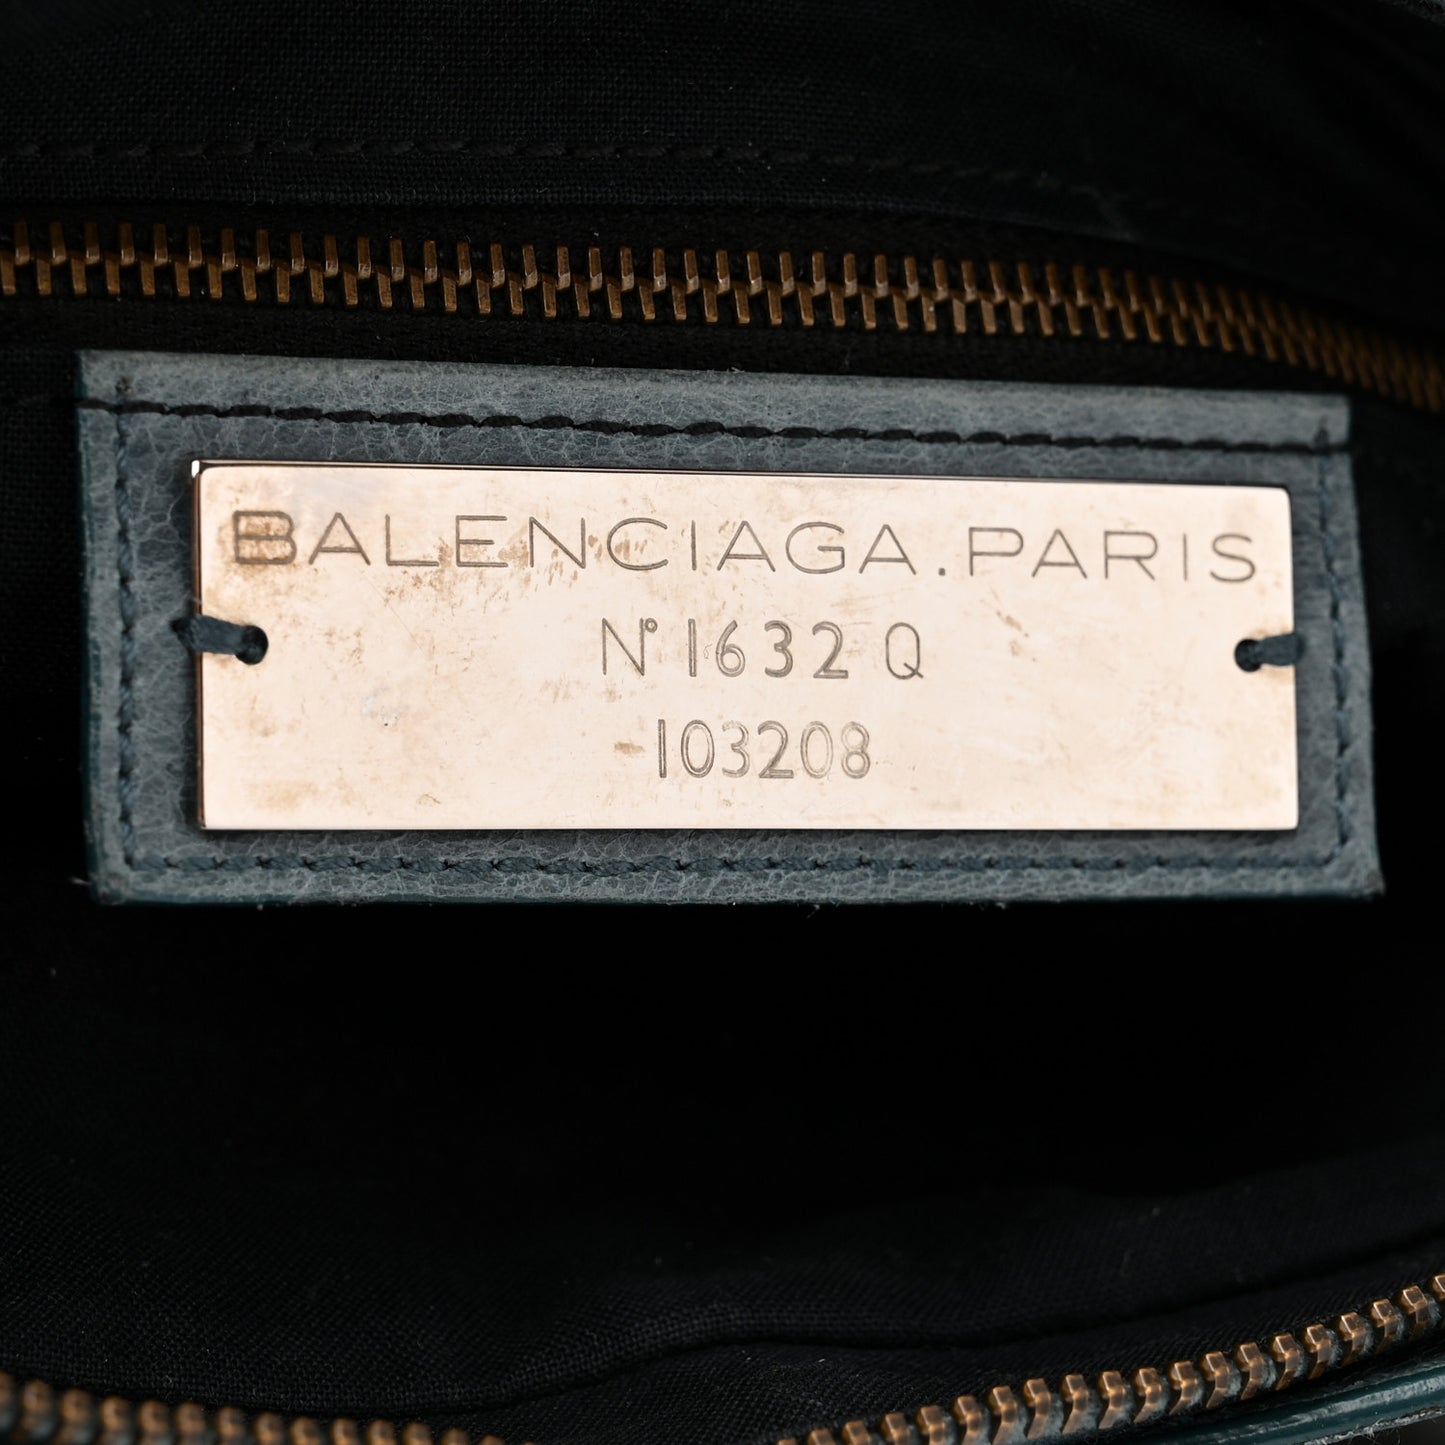 BALENCIAGA.PARIS
N° 1632 Q
103208